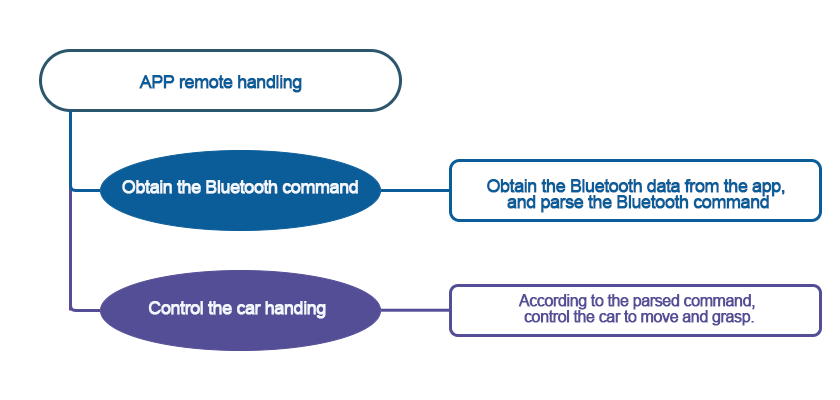 APP remote handling
Obtain the Bluetooth command
Obtain the Bluetooth data from the app,
and parse the Bluetooth command
Control the car handing
According to the parsed command,
control the car to move and grasp.